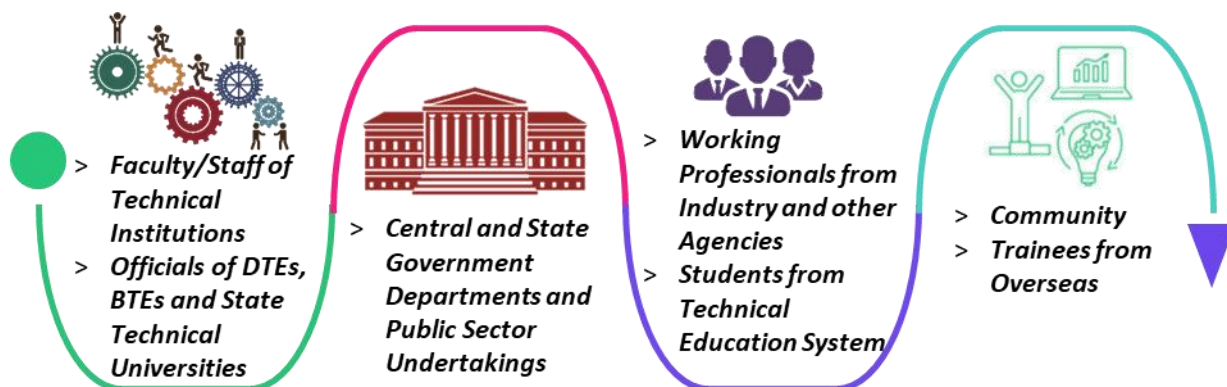 > Faculty/Staff of
Technical
Institutions
> Officials of DTEs,
BTEs and State
Technical
Universities
> Central and State
Government
Departments and
Public Sector
Undertakings
> Working
Professionals from
Industry and other
Agencies
> Students from
Technical
Education System
> Community
> Trainees from
Overseas